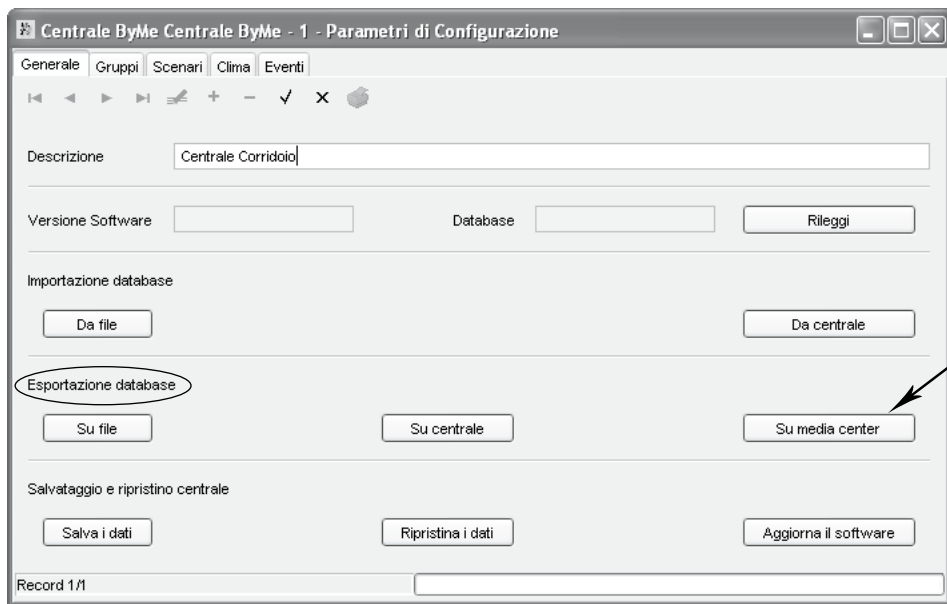 Centrale ByMe Centrale ByMe - 1 - Parametri di Configurazione
Generale Gruppi Scenari Clima Eventi
Descrizione Centrale Corridoio
Versione Software Database Rileggi
Importazione database
Da file Da centrale
Esportazione database
Su file Su centrale Su media center
Salvataggio e ripristino centrale
Salva i dati Ripristina i dati Aggiorna il software
Record 1/1